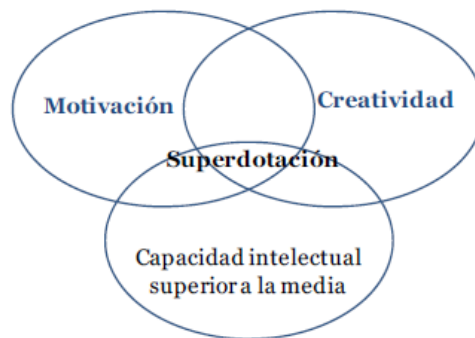 Motivación
Creatividad
Superdotación
Capacidad intelectual
superior a la media